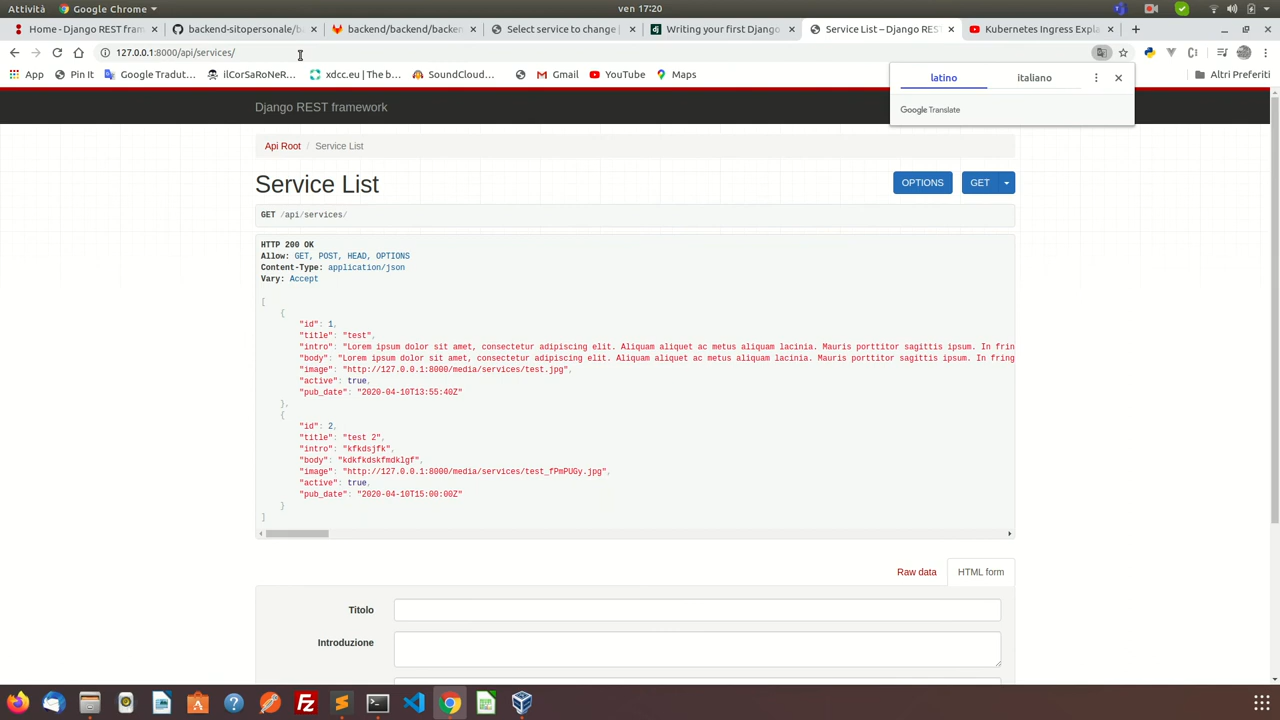 Attività
Google Chrome
ven 17:20
Home - Django REST fram
backend-sitopersonale/ba
backend/backend/backen
Select service to change |
Writing your first Django
Service List – Django RES
Kubernetes Ingress Expla
127.0.0.1:8000/api/services/
App
Pin It
Google Tradut...
ilCorSaRoNeR...
xdcc.eu | The b...
SoundCloud...
Gmail
YouTube
Maps
Altri Preferiti
latino
italiano
Google Translate
Django REST framework
Api Root / Service List
Service List
OPTIONS
GET
GET /api/services/
HTTP 200 OK
Allow: GET, POST, HEAD, OPTIONS
Content-Type: application/json
Vary: Accept
[
{
"id": 1,
"title": "test",
"intro": "Lorem ipsum dolor sit amet, consectetur adipiscing elit. Aliquam aliquet ac metus aliquam lacinia. Mauris porttitor sagittis ipsum. In frin
"body": "Lorem ipsum dolor sit amet, consectetur adipiscing elit. Aliquam aliquet ac metus aliquam lacinia. Mauris porttitor sagittis ipsum. In fring
"image": "http://127.0.0.1:8000/media/services/test.jpg",
"active": true,
"pub_date": "2020-04-10T13:55:40Z"
},
{
"id": 2,
"title": "test 2",
"intro": "kfkdsjfk",
"body": "kdkfkdskfmdklgf",
"image": "http://127.0.0.1:8000/media/services/test_fPmPUGy.jpg",
"active": true,
"pub_date": "2020-04-10T15:00:00Z"
}
]
Raw data
HTML form
Titolo
Introduzione